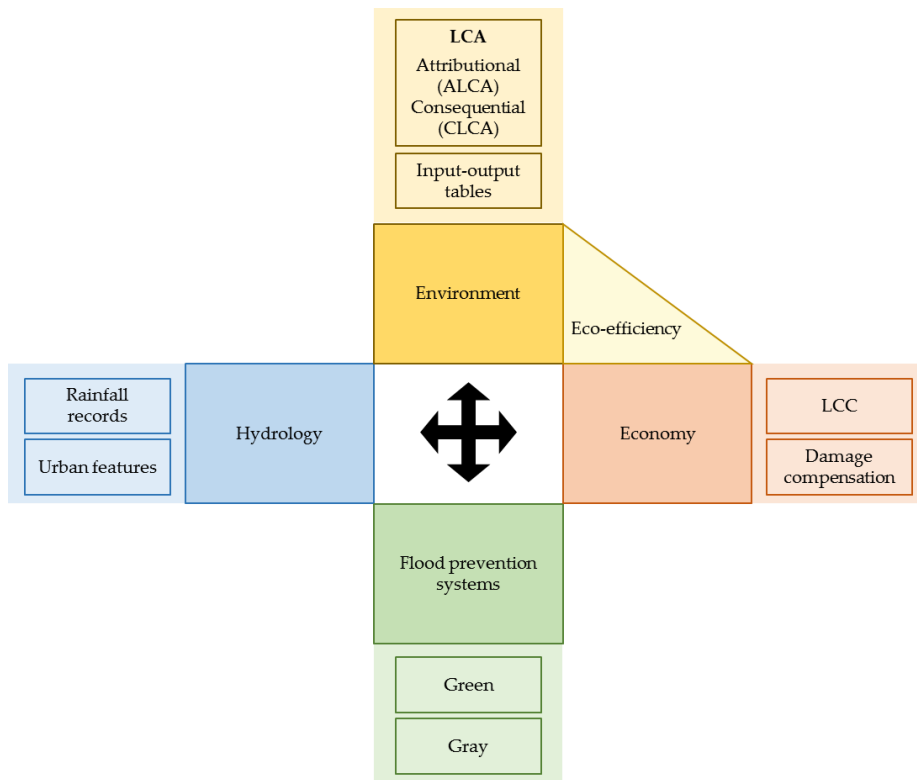 LCA
Attributional
(ALCA)
Consequential
(CLCA)
Input-output
tables
Environment
Eco-efficiency
Rainfall
records
Urban features
Hydrology
Economy
LCC
Damage
compensation
Flood prevention
systems
Green
Gray